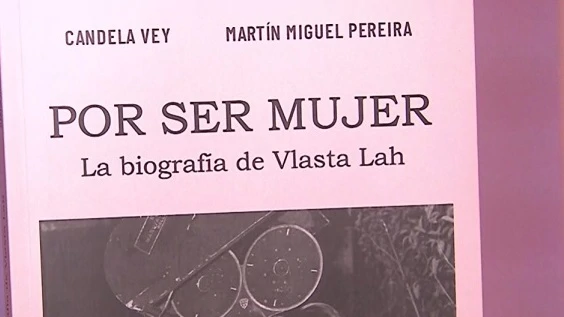 CANDELA VEY MARTÍN MIGUEL PEREIRA
POR SER MUJER
La biografía de Vlasta Lah